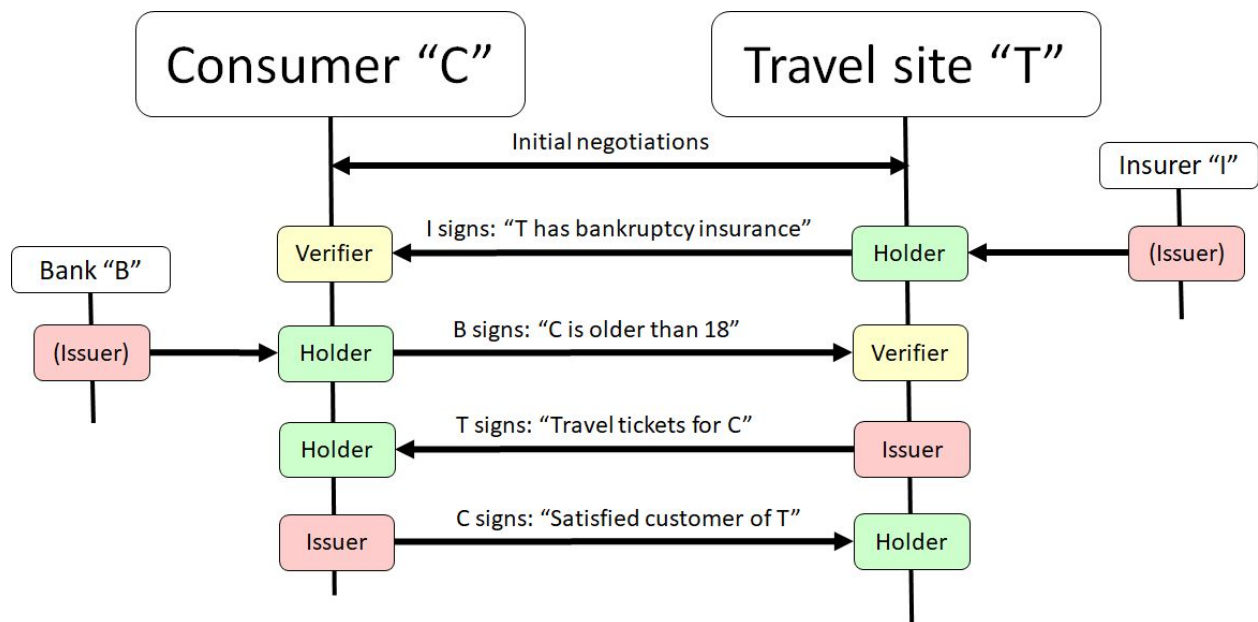 Consumer “C”
Travel site “T”
Initial negotiations
Insurer “I”
I signs: “T has bankruptcy insurance”
Verifier
Holder
(Issuer)
Bank “B”
B signs: “C is older than 18”
(Issuer)
Holder
Verifier
T signs: “Travel tickets for C”
Holder
Issuer
C signs: “Satisfied customer of T”
Issuer
Holder